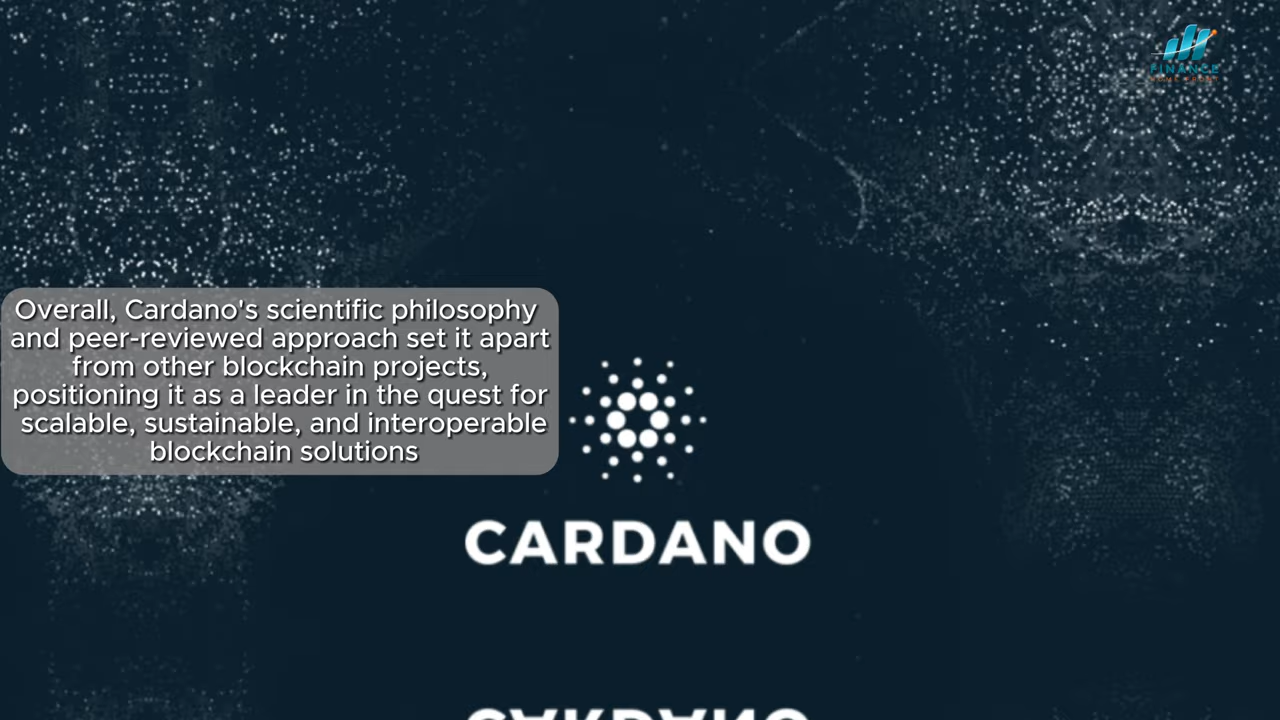 FINANCE
Overall, Cardano's scientific philosophy
and peer-reviewed approach set it apart
from other blockchain projects,
positioning it as a leader in the quest for
scalable, sustainable, and interoperable
blockchain solutions
CARDANO